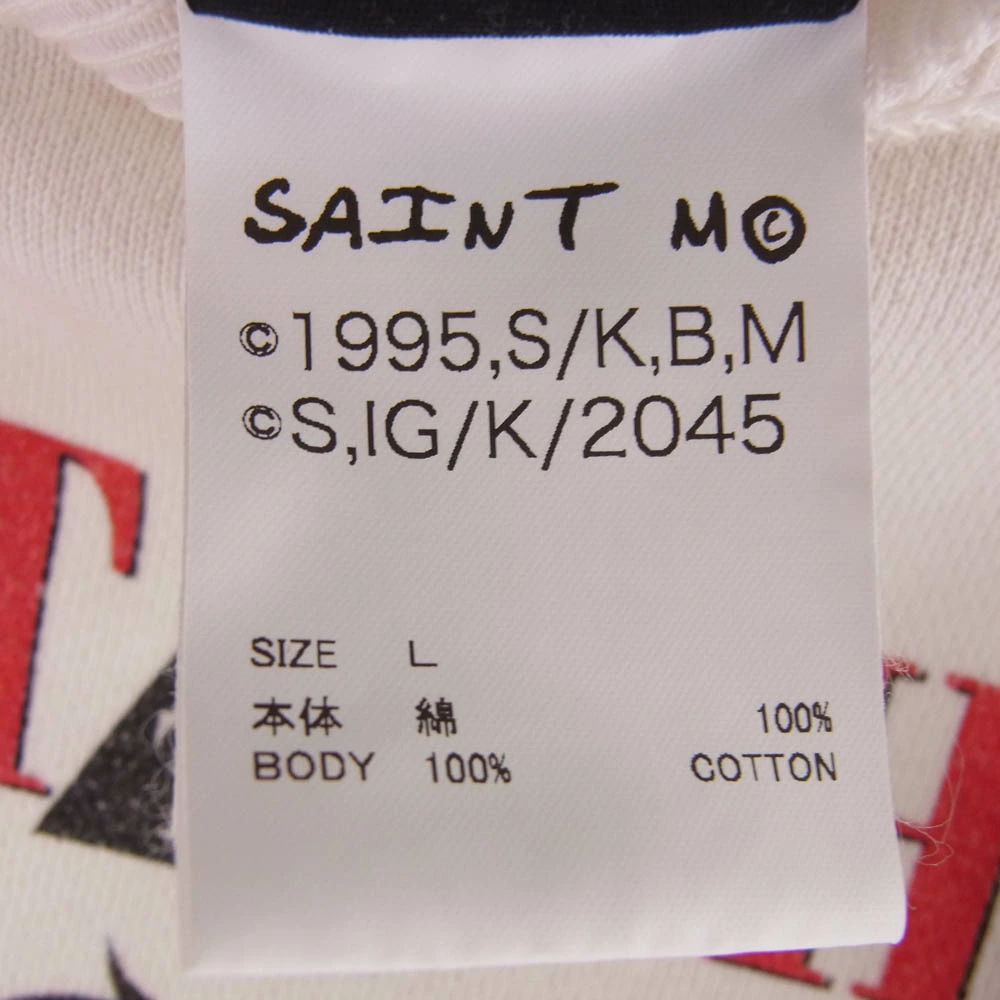 SAINT M©
©1995,S/K,B,M
©S,IG/K/2045
SIZE L
本体 綿 100%
BODY 100% COTTON